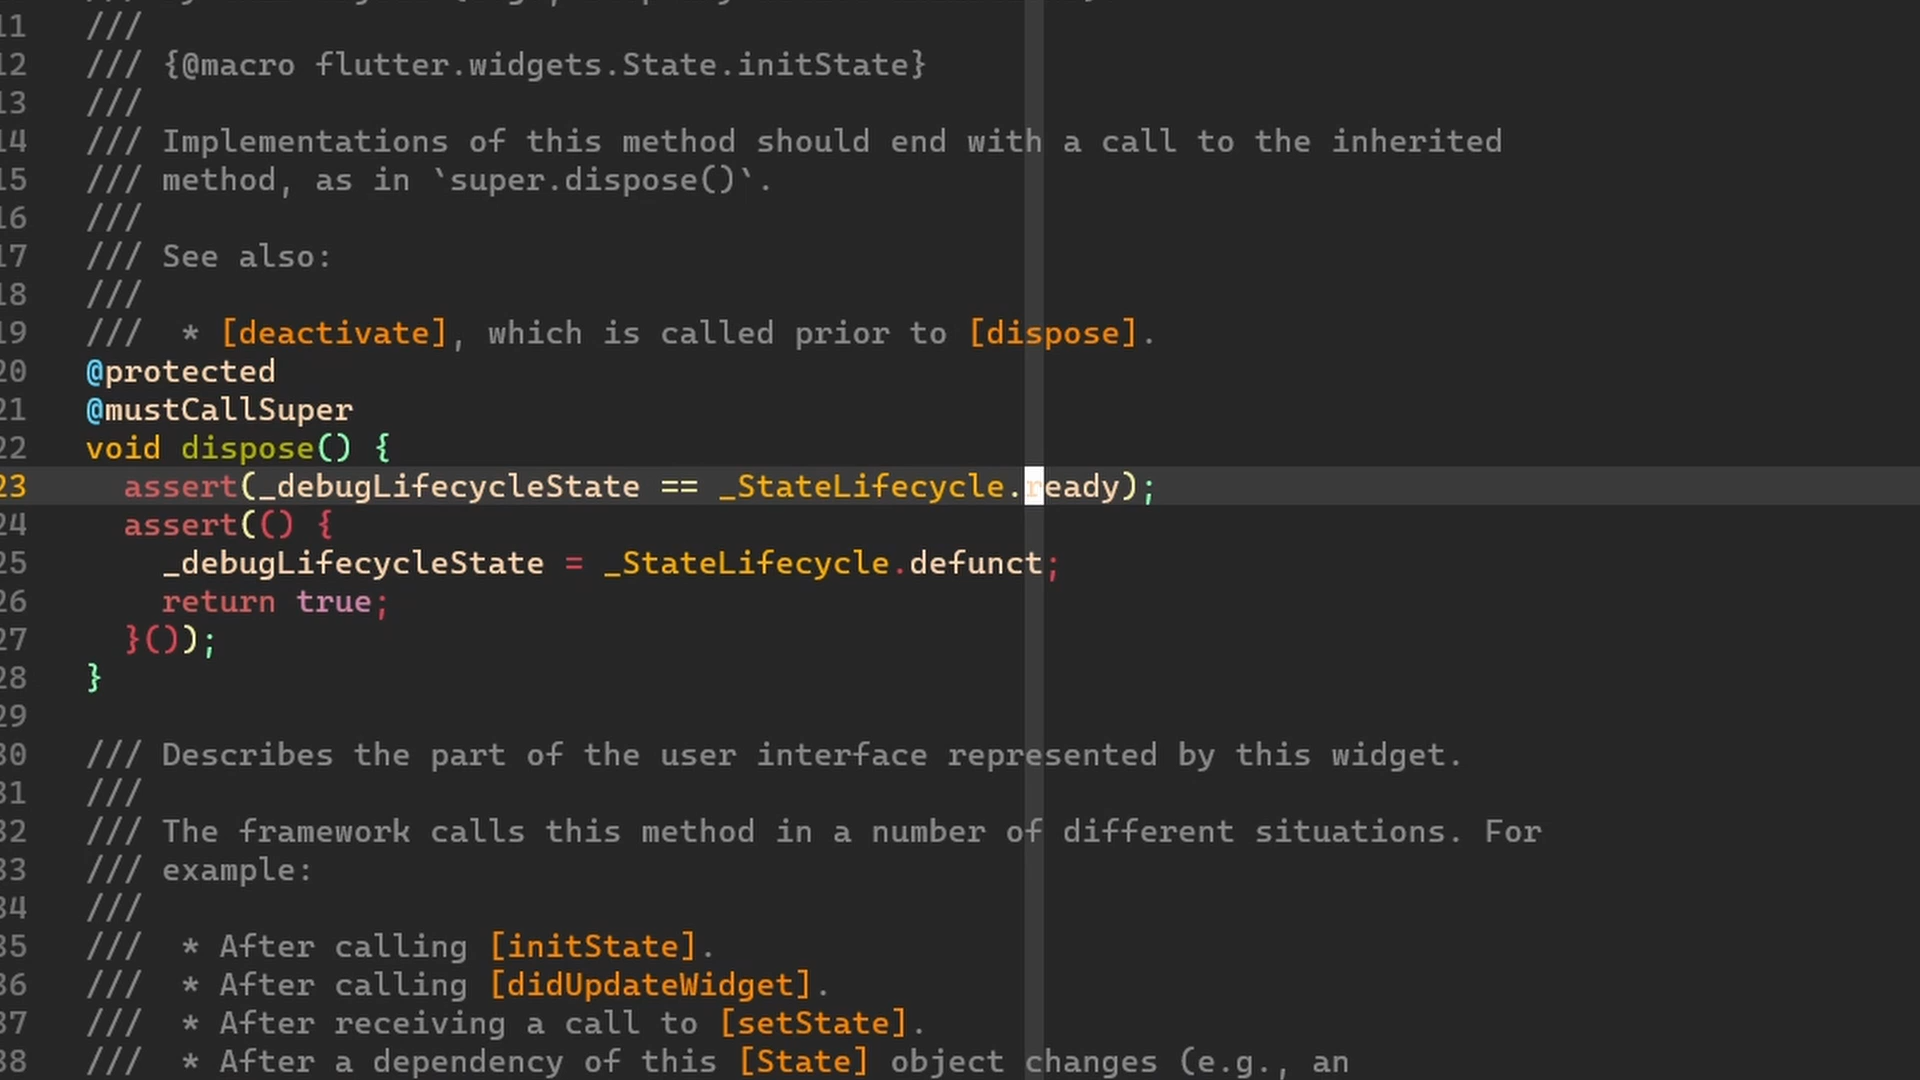 11 ///
12 /// {@macro flutter.widgets.State.initState}
13 ///
14 /// Implementations of this method should end with a call to the inherited
15 /// method, as in `super.dispose()`.
16 ///
17 /// See also:
18 ///
19 ///  * [deactivate], which is called prior to [dispose].
20 @protected
21 @mustCallSuper
22 void dispose() {
23   assert(_debugLifecycleState == _StateLifecycle.ready);
24   assert(() {
25     _debugLifecycleState = _StateLifecycle.defunct;
26     return true;
27   }());
28 }
29
30 /// Describes the part of the user interface represented by this widget.
31 ///
32 /// The framework calls this method in a number of different situations. For
33 /// example:
34 ///
35 ///  * After calling [initState].
36 ///  * After calling [didUpdateWidget].
37 ///  * After receiving a call to [setState].
38 ///  * After a dependency of this [State] object changes (e.g., an